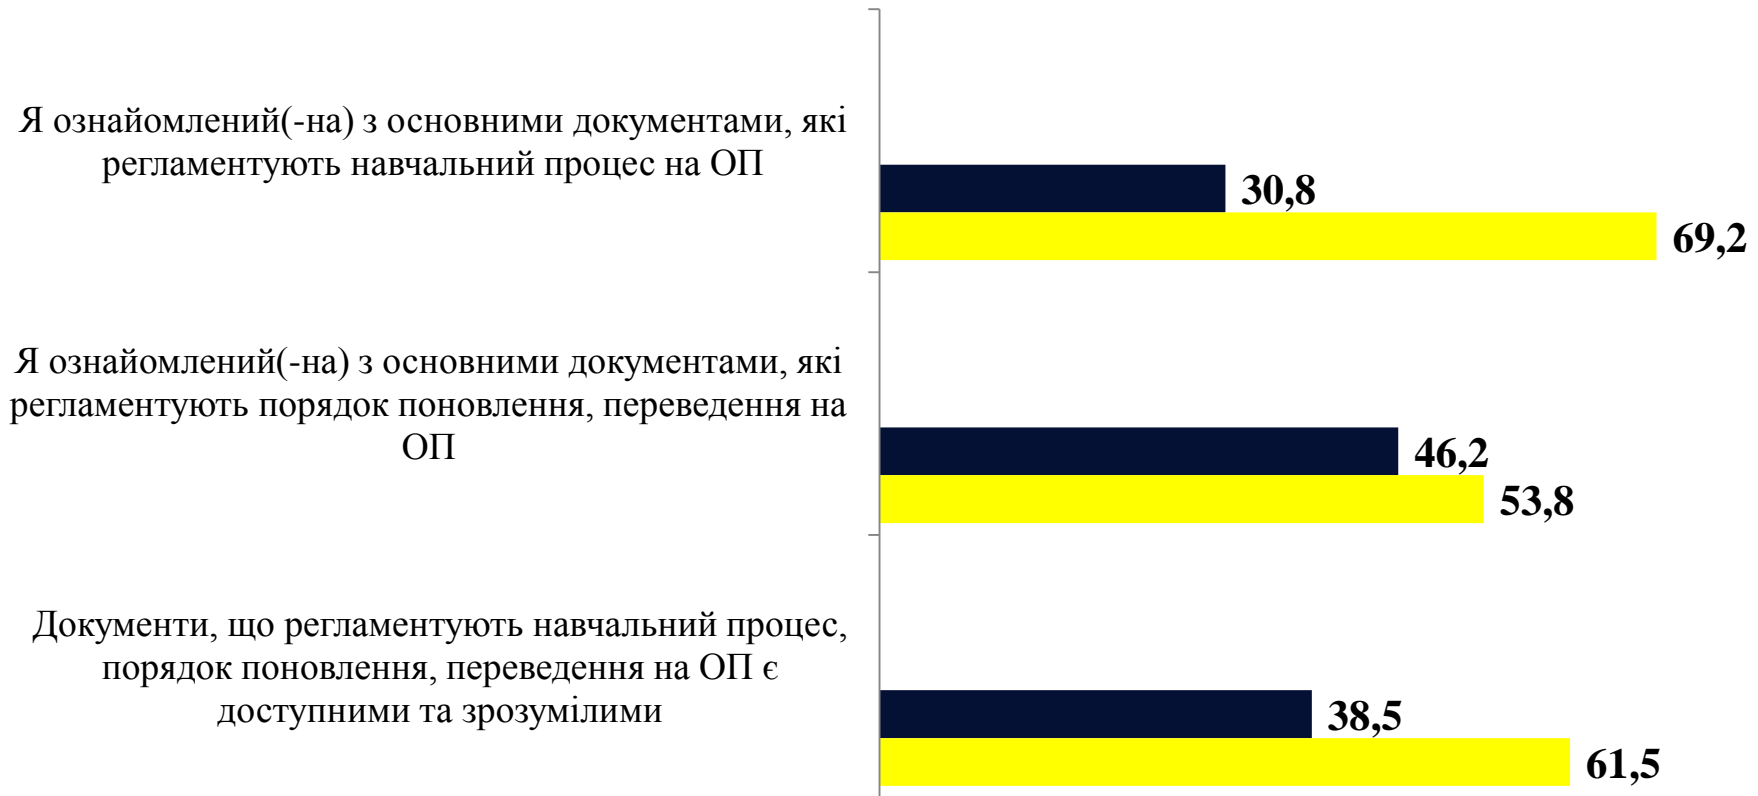 Я ознайомлений(-на) з основними документами, які
регламентують навчальний процес на ОП
30,8
69,2
Я ознайомлений(-на) з основними документами, які
регламентують порядок поновлення, переведення на
ОП
46,2
53,8
Документи, що регламентують навчальний процес,
порядок поновлення, переведення на ОП є
доступними та зрозумілими
38,5
61,5